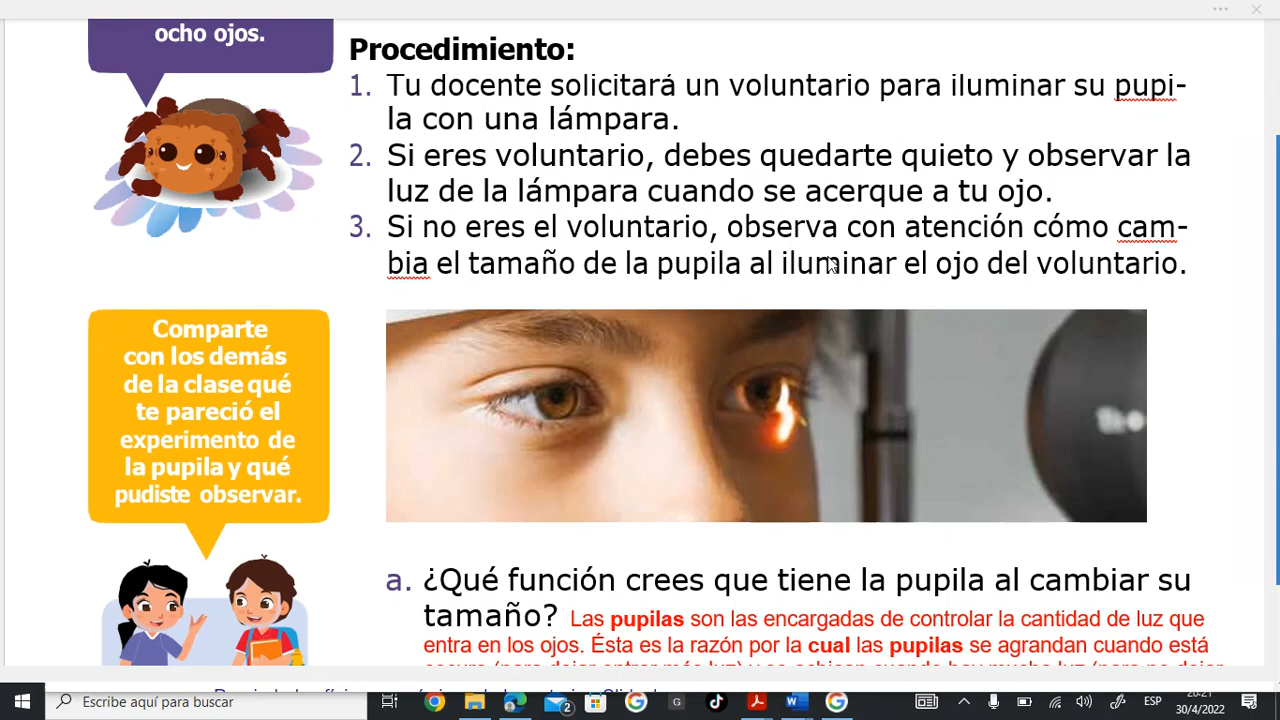 ocho ojos.
Procedimiento:
1. Tu docente solicitará un voluntario para iluminar su pupi-
la con una lámpara.
2. Si eres voluntario, debes quedarte quieto y observar la
luz de la lámpara cuando se acerque a tu ojo.
3. Si no eres el voluntario, observa con atención cómo cam-
bia el tamaño de la pupila al iluminar el ojo del voluntario.
Comparte
con los demás
de la clase qué
te pareció el
experimento de
la pupila y qué
pudiste observar.
a. ¿Qué función crees que tiene la pupila al cambiar su
tamaño? Las pupilas son las encargadas de controlar la cantidad de luz que
entra en los ojos. Ésta es la razón por la cual las pupilas se agrandan cuando está
Escribe aquí para buscar
ESP
20:21
30/4/2022